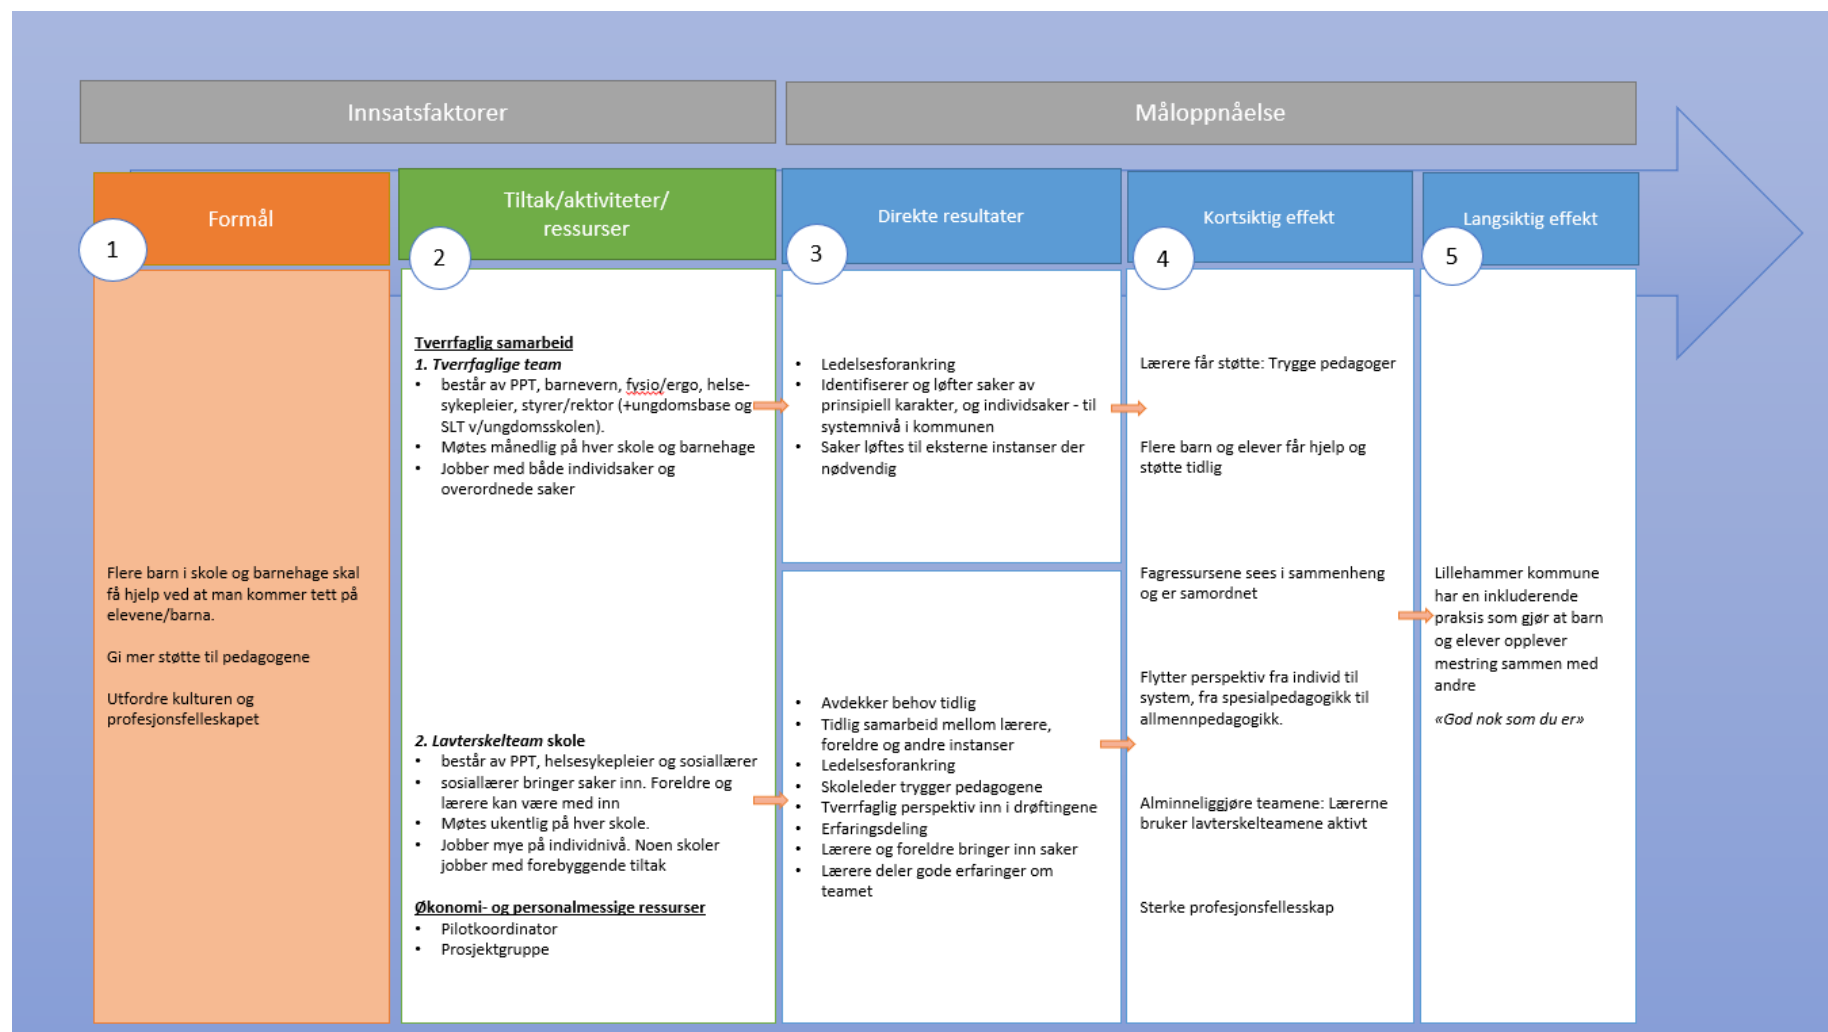 Innsatsfaktorer
Måloppnåelse
Formål
1
Tiltak/aktiviteter/
ressurser
2
Direkte resultater
3
Kortsiktig effekt
4
Langsiktig effekt
5
Flere barn i skole og barnehage skal
få hjelp ved at man kommer tett på
elevene/barna.
Gi mer støtte til pedagogene
Utfordre kulturen og
profesjonsfelleskapet
Tverrfaglig samarbeid
1. Tverrfaglige team
• består av PPT, barnevern, fysio/ergo, helse-
sykepleier, styrer/rektor (+ungdomsbase og
SLT v/ungdomsskolen).
• Møtes månedlig på hver skole og barnehage
• Jobber med både individsaker og
overordnede saker
2. Lavterskelteam skole
• består av PPT, helsesykepleier og sosiallærer
• sosiallærer bringer saker inn. Foreldre og
lærere kan være med inn
• Møtes ukentlig på hver skole.
• Jobber mye på individnivå. Noen skoler
jobber med forebyggende tiltak
Økonomi- og personalmessige ressurser
• Pilotkoordinator
• Prosjektgruppe
• Ledelsesforankring
• Identifiserer og løfter saker av
prinsipiell karakter, og individsaker - til
systemnivå i kommunen
• Saker løftes til eksterne instanser der
nødvendig
• Avdekker behov tidlig
• Tidlig samarbeid mellom lærere,
foreldre og andre instanser
• Ledelsesforankring
• Skoleleder trygger pedagogene
• Tverrfaglig perspektiv inn i drøftingene
• Erfaringsdeling
• Lærere og foreldre bringer inn saker
• Lærere deler gode erfaringer om
teamet
Lærere får støtte: Trygge pedagoger
Flere barn og elever får hjelp og
støtte tidlig
Fagressursene sees i sammenheng
og er samordnet
Flytter perspektiv fra individ til
system, fra spesialpedagogikk til
allmennpedagogikk.
Alminneliggjøre teamene: Lærerne
bruker lavterskelteamene aktivt
Sterke profesjonsfellesskap
Lillehammer kommune
har en inkluderende
praksis som gjør at barn
og elever opplever
mestring sammen med
andre
«God nok som du er»